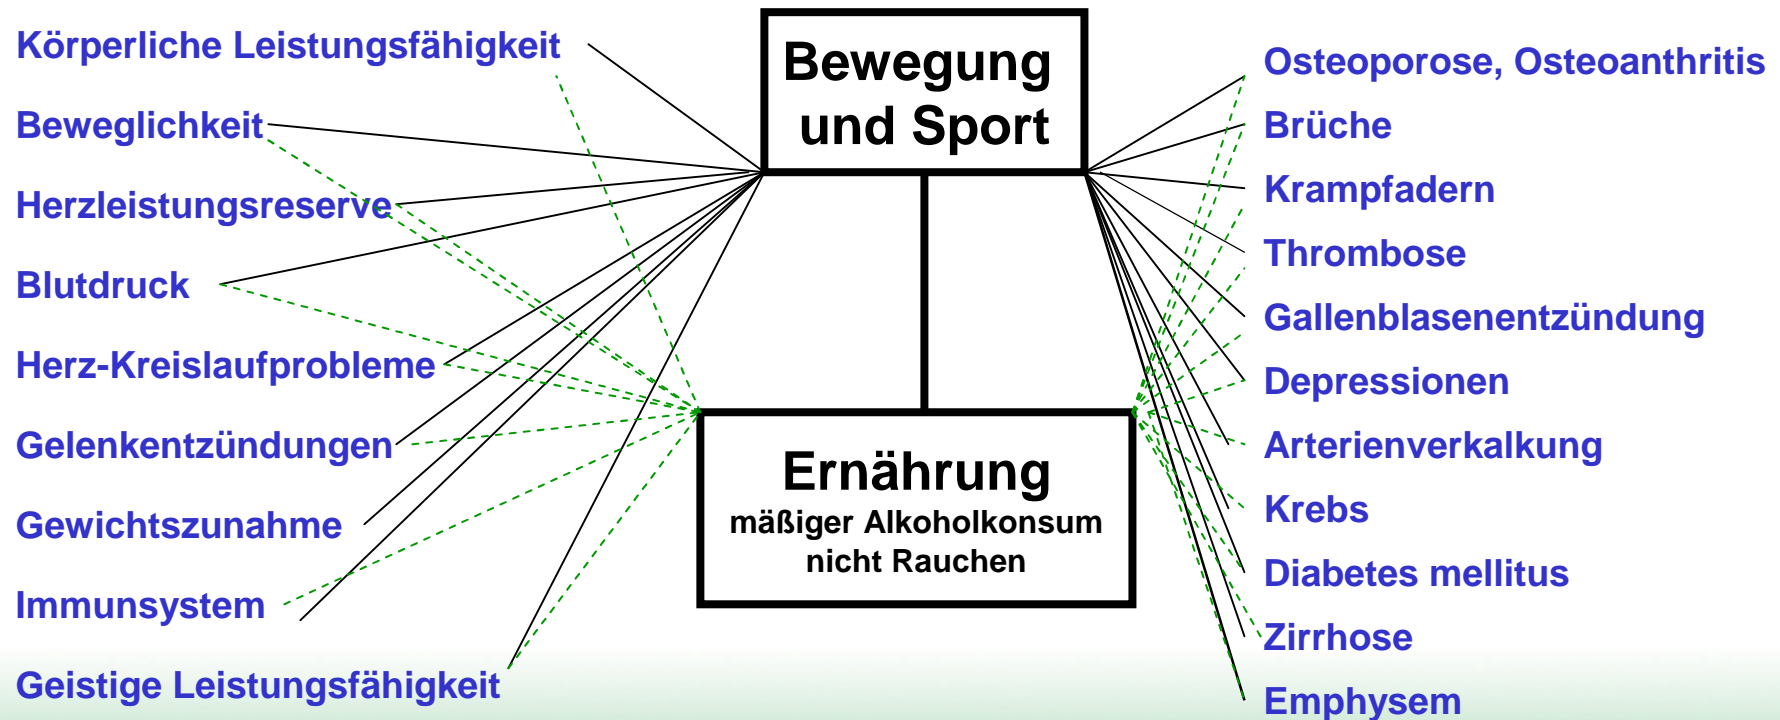 Körperliche Leistungsfähigkeit
Beweglichkeit
Herzleistungsreserve
Blutdruck
Herz-Kreislaufprobleme
Gelenkentzündungen
Gewichtszunahme
Immunsystem
Geistige Leistungsfähigkeit
Bewegung
und Sport
Ernährung
mäßiger Alkoholkonsum
nicht Rauchen
Osteoporose, Osteoanthritis
Brüche
Krampfadern
Thrombose
Gallenblasenentzündung
Depressionen
Arterienverkalkung
Krebs
Diabetes mellitus
Zirrhose
Emphysem